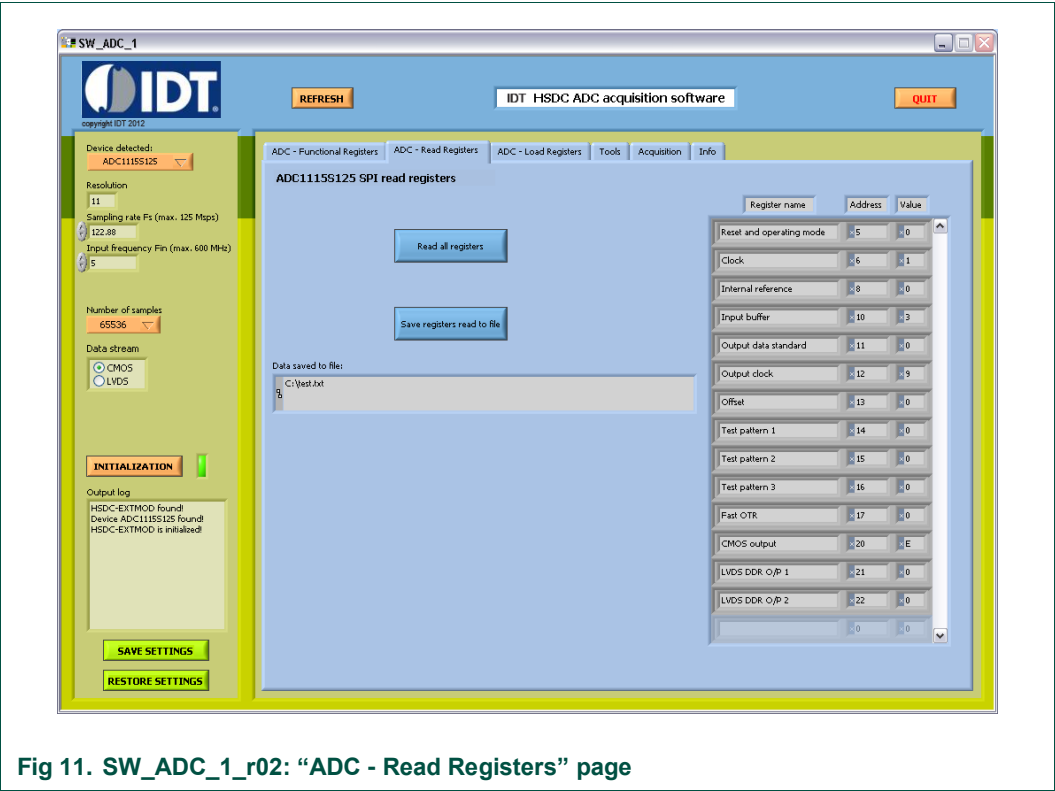 SW_ADC_1
IDT.
copyright IDT 2012
REFRESH
IDT HSDC ADC acquisition software
QUIT
Device detected:
ADC1115S125
Resolution
11
Sampling rate Fs (max. 125 Msps)
122.88
Input frequency Fin (max. 600 MHz)
5
Number of samples
65536
Data stream
CMOS
LVDS
INITIALIZATION
Output log
HSDC-EXTMOD found!
Device ADC1115S125 found!
HSDC-EXTMOD is initialized!
SAVE SETTINGS
RESTORE SETTINGS
ADC - Functional Registers ADC - Read Registers ADC - Load Registers Tools Acquisition Info
ADC1115S125 SPI read registers
Read all registers
Save registers read to file
Data saved to file:
C:\test.txt
Register name Address Value
Reset and operating mode x5 x0
Clock x6 x1
Internal reference x8 x0
Input buffer x10 x3
Output data standard x11 x0
Output clock x12 x9
Offset x13 x0
Test pattern 1 x14 x0
Test pattern 2 x15 x0
Test pattern 3 x16 x0
Fast OTR x17 x0
CMOS output x20 xE
LVDS DDR O/P 1 x21 x0
LVDS DDR O/P 2 x22 x0
x0 x0
Fig 11. SW_ADC_1_r02: “ADC - Read Registers” page